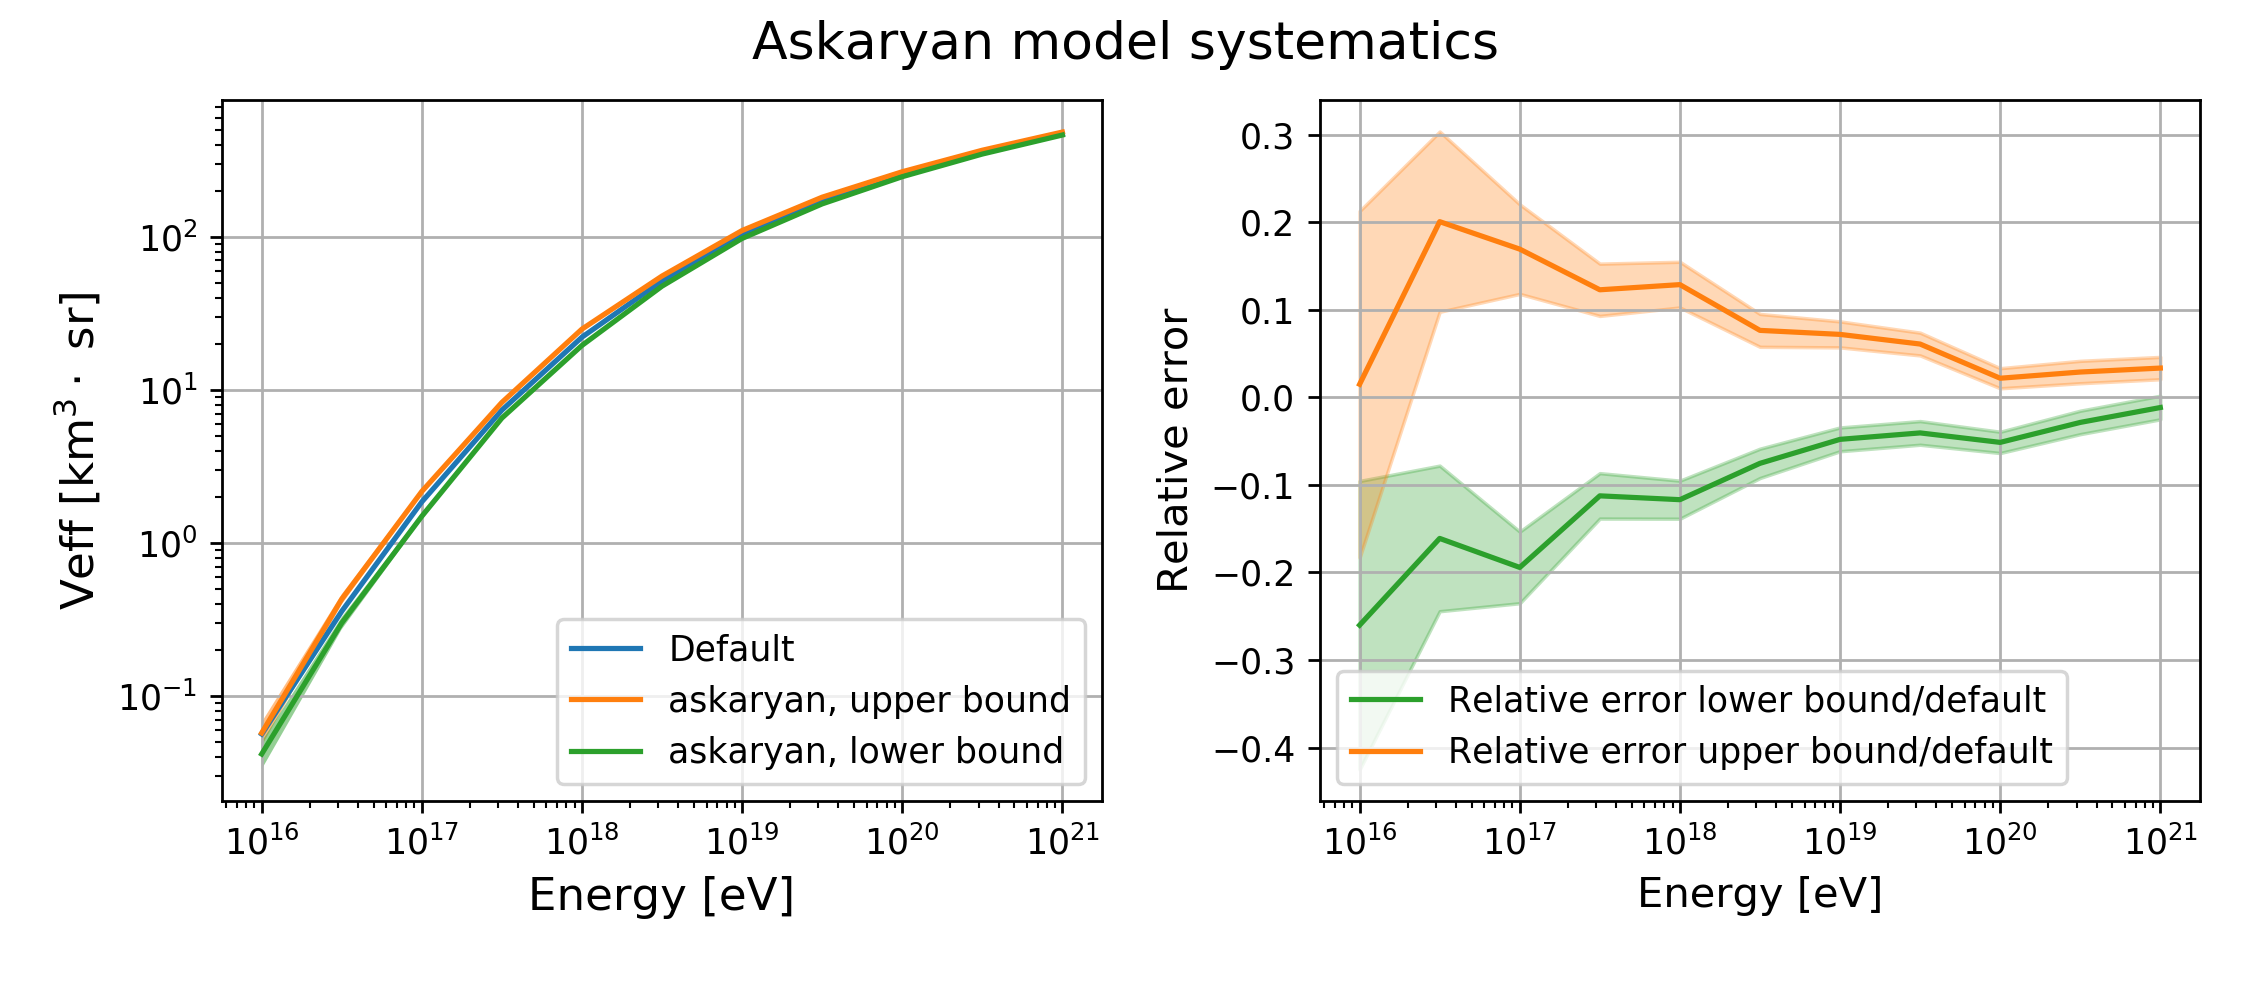 Askaryan model systematics
Veff [km³ · sr]
10²
10¹
10⁰
10⁻¹
Default
askaryan, upper bound
askaryan, lower bound
10¹⁶ 10¹⁷ 10¹⁸ 10¹⁹ 10²⁰ 10²¹
Energy [eV]
Relative error
0.3
0.2
0.1
0.0
−0.1
−0.2
−0.3
−0.4
Relative error lower bound/default
Relative error upper bound/default
10¹⁶ 10¹⁷ 10¹⁸ 10¹⁹ 10²⁰ 10²¹
Energy [eV]